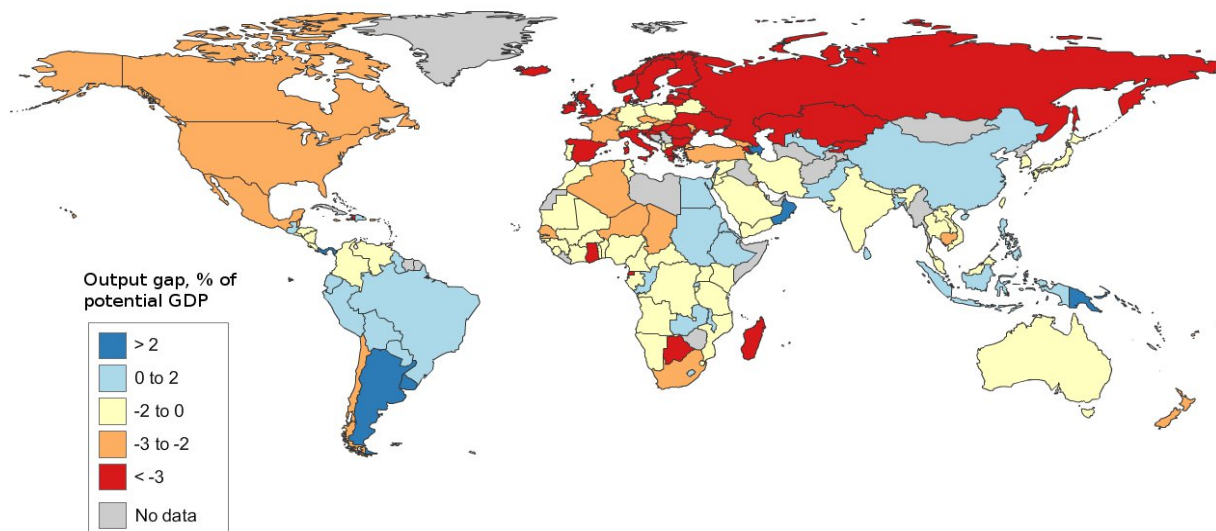 Output gap, % of
potential GDP
> 2
0 to 2
-2 to 0
-3 to -2
< -3
No data